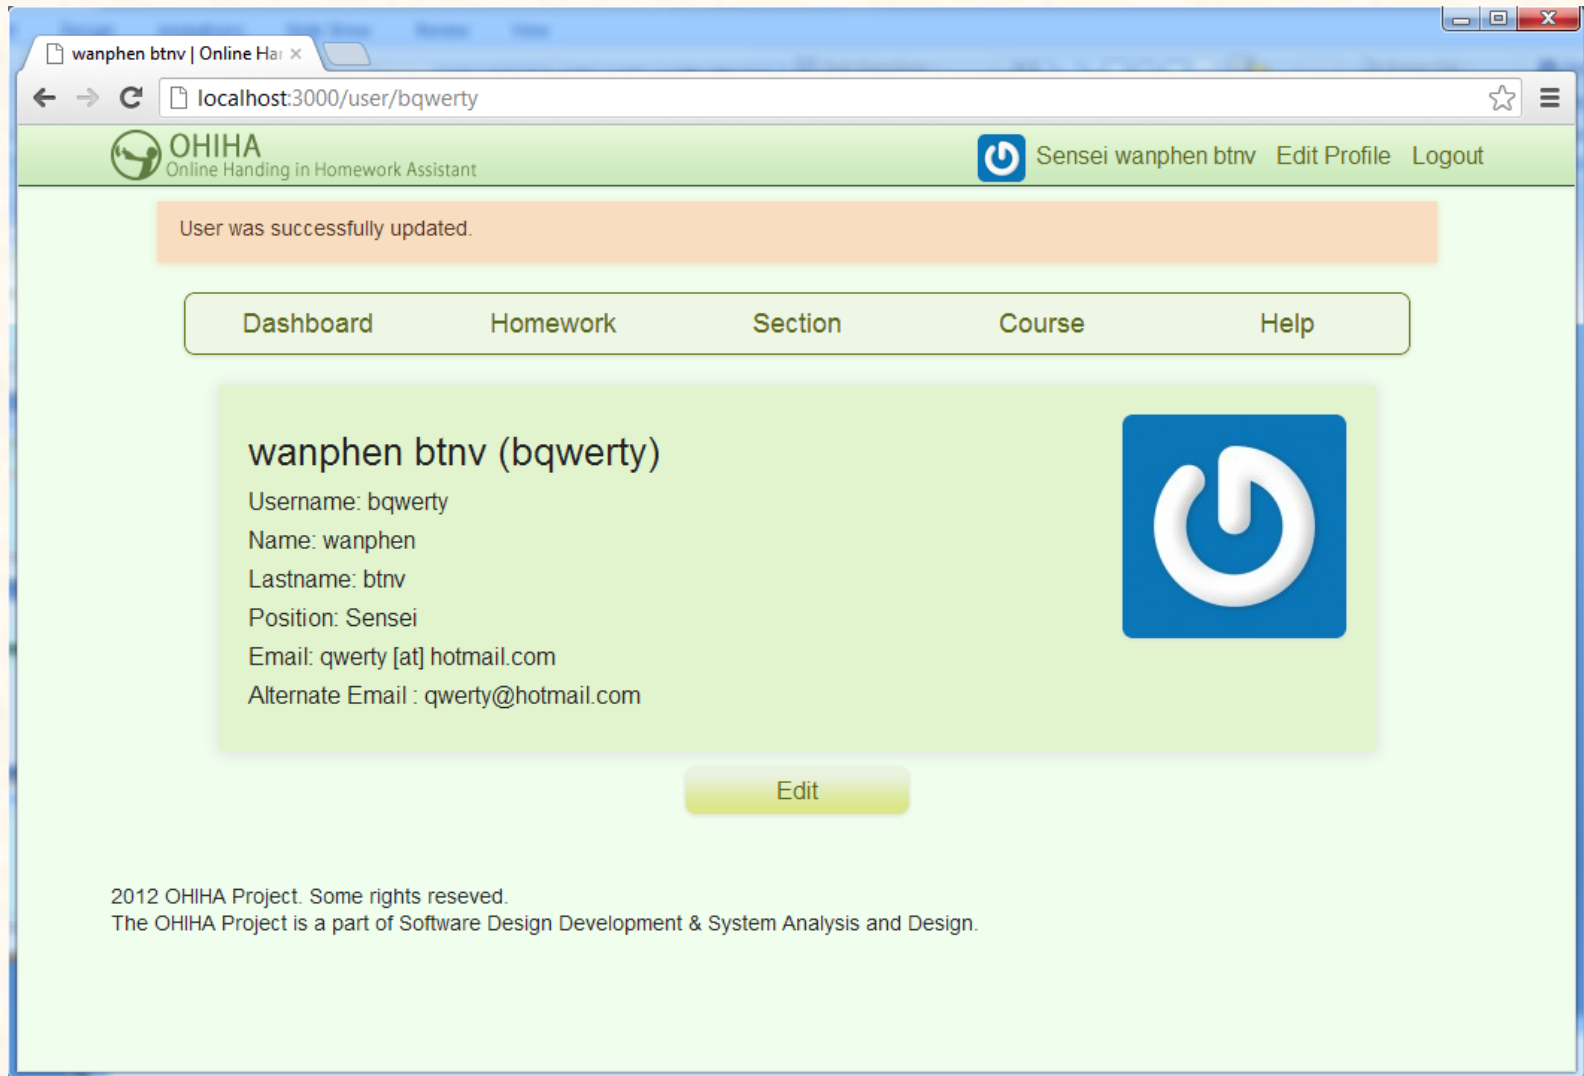 wanphen btnv | Online Har
localhost:3000/user/bqwerty
OHIHA
Online Handing in Homework Assistant
Sensei wanphen btnv Edit Profile Logout
User was successfully updated.
Dashboard Homework Section Course Help
wanphen btnv (bqwerty)
Username: bqwerty
Name: wanphen
Lastname: btnv
Position: Sensei
Email: qwerty [at] hotmail.com
Alternate Email : qwerty@hotmail.com
Edit
2012 OHIHA Project. Some rights reseved.
The OHIHA Project is a part of Software Design Development & System Analysis and Design.